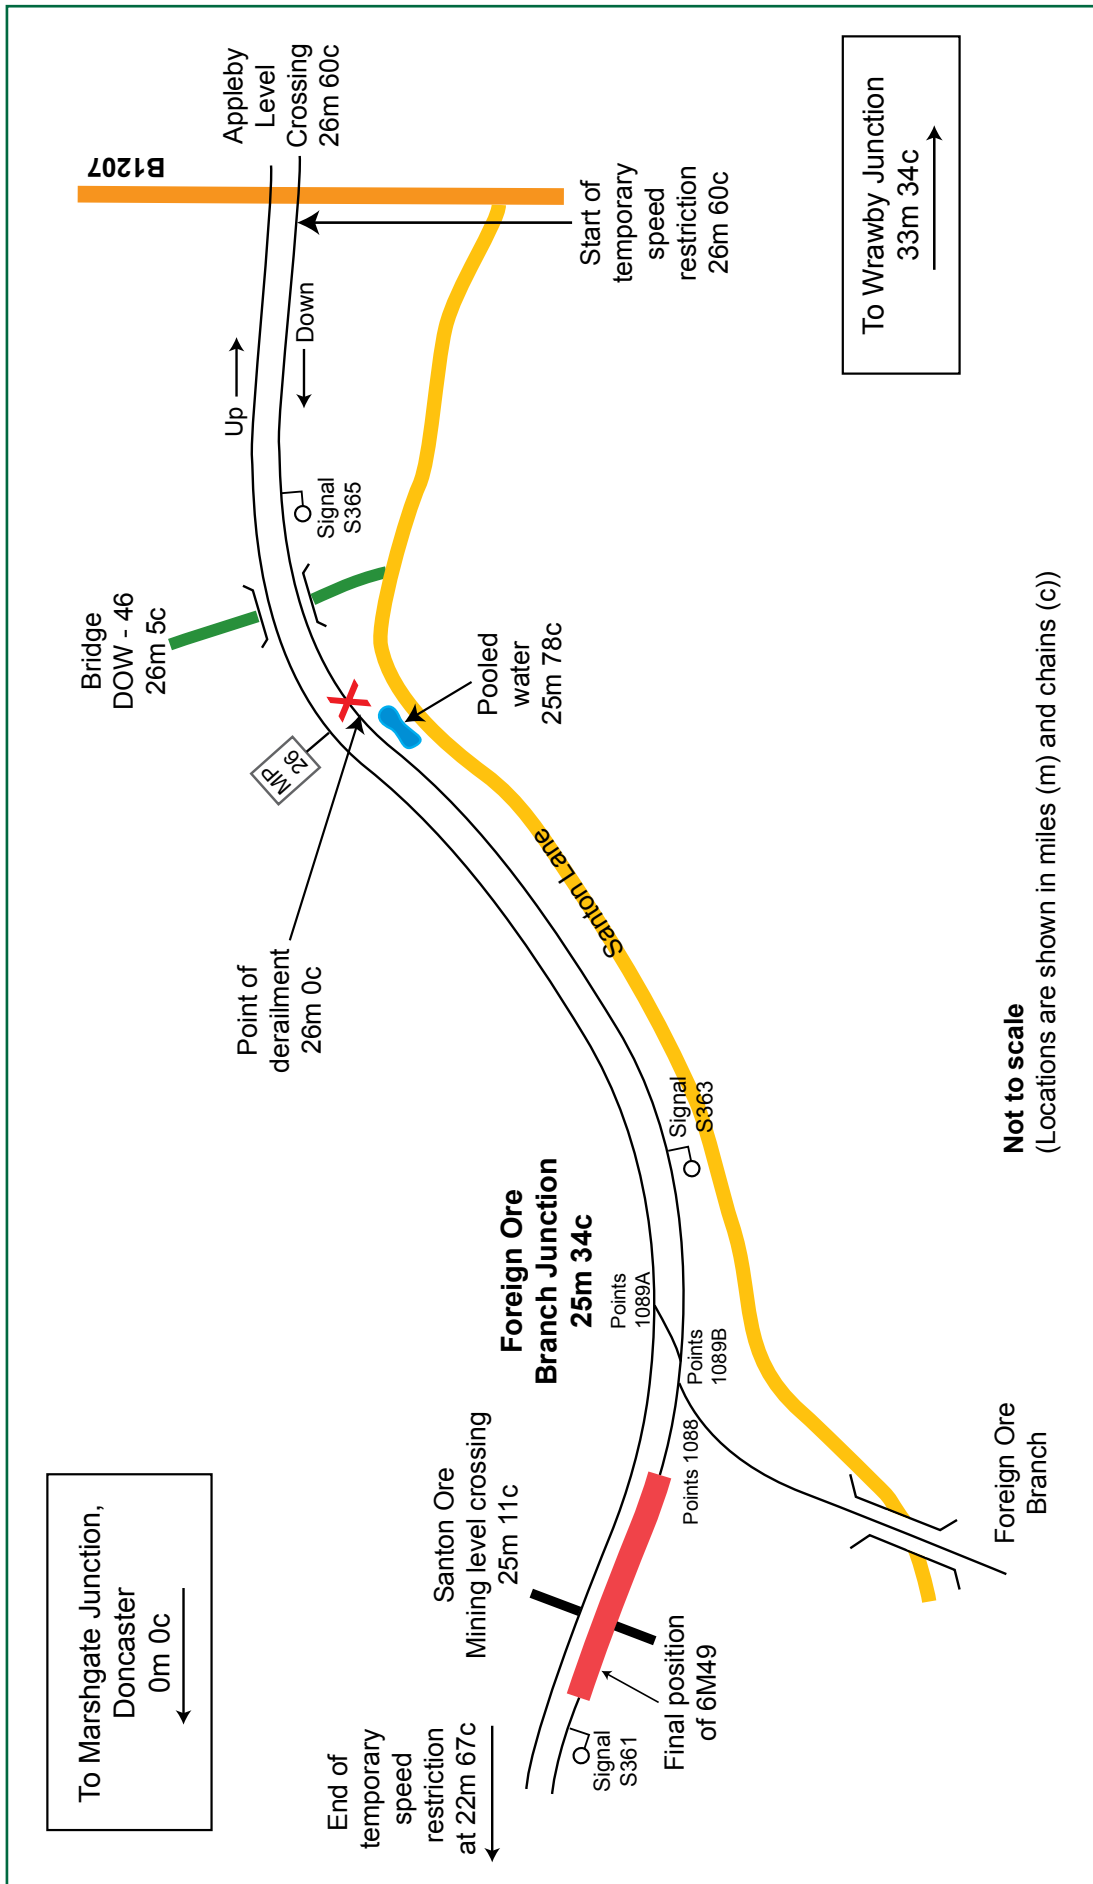 To Marshgate Junction,
Doncaster
0m 0c
End of
temporary
speed
restriction
at 22m 67c
Signal
S361
Final position
of 6M49
Santon Ore
Mining level crossing
25m 11c
Foreign Ore
Branch Junction
25m 34c
Points
1089A
Points
1089B
Points 1088
Foreign Ore
Branch
Signal
S363
Santon Lane
Point of
derailment
26m 0c
MP
26
Pooled
water
25m 78c
Bridge
DOW - 46
26m 5c
Signal
S365
Up
Down
Appleby
Level
Crossing
26m 60c
B1207
Start of
temporary
speed
restriction
26m 60c
To Wrawby Junction
33m 34c
Not to scale
(Locations are shown in miles (m) and chains (c))